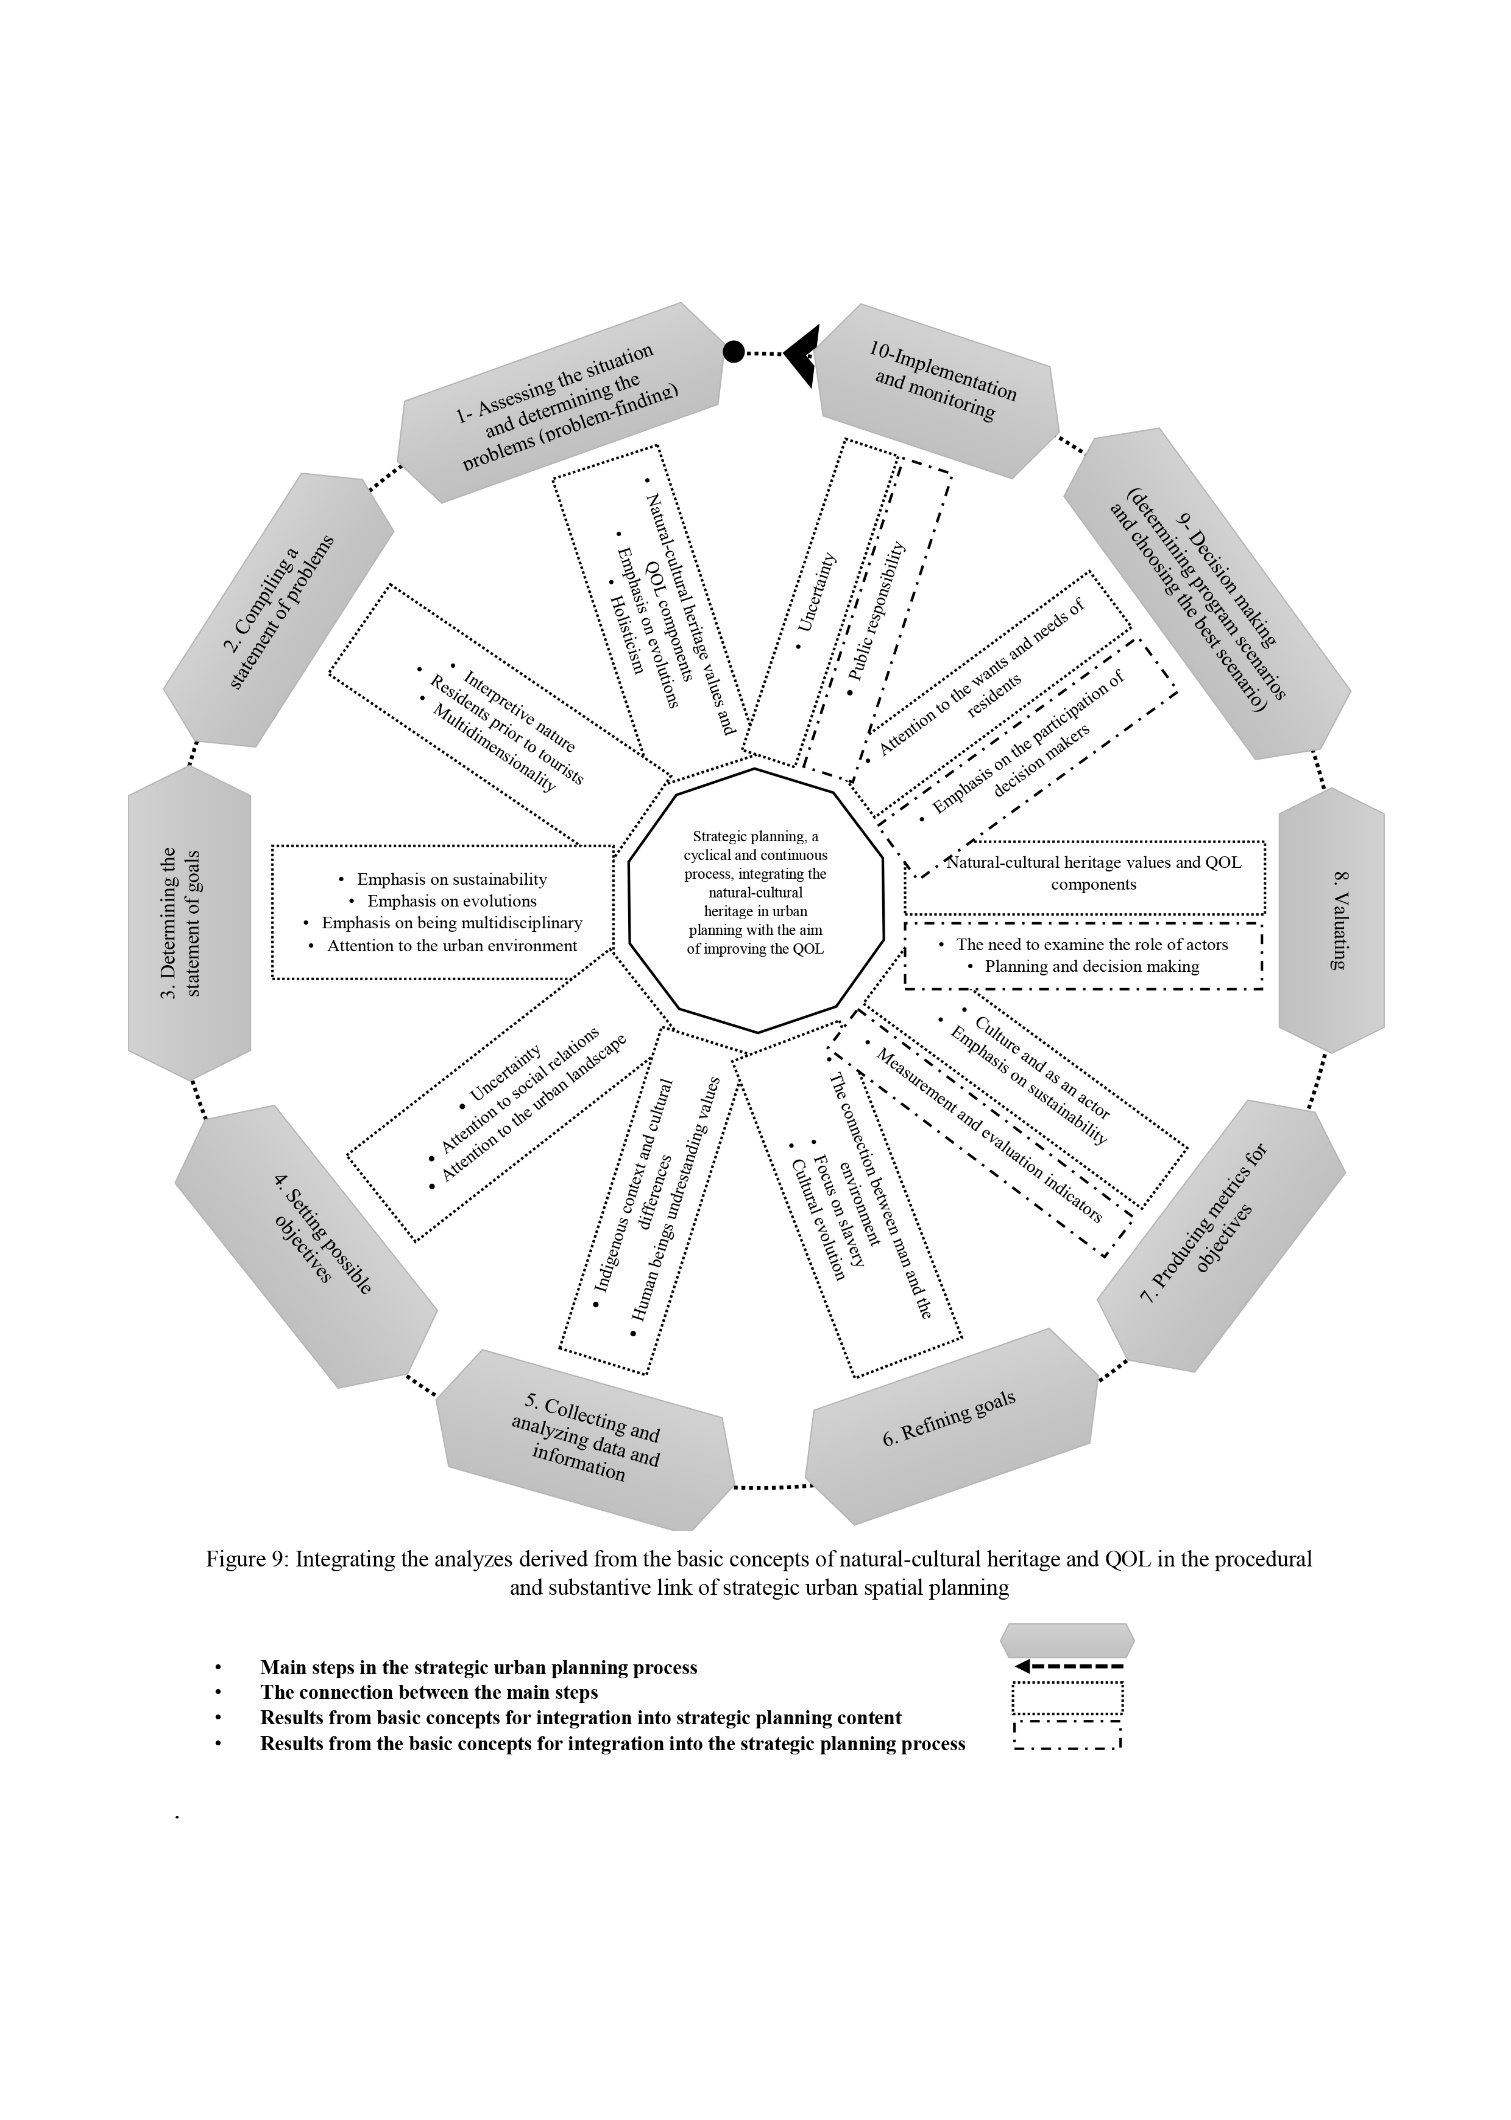 1- Assessing the situation
and determining the
problems (problem-finding)
• Natural-cultural heritage values and
QOL components
• Emphasis on evolutions
• Holisticism
2. Compiling a
statement of problems
• Interpretive nature
• Residents prior to tourists
• Multidimensionality
3. Determining the
statement of goals
• Emphasis on sustainability
• Emphasis on evolutions
• Emphasis on being multidisciplinary
• Attention to the urban environment
4. Setting possible
objectives
• Uncertainty
• Attention to social relations
• Attention to the urban landscape
5. Collecting and
analyzing data and
information
• Indigenous context and cultural
differences
• Human beings undrestanding values
6. Refining goals
• The connection between man and the
environment
• Focus on slavery
• Cultural evolution
7. Producing metrics for
objectives
• Culture and as an actor
• Emphasis on sustainability
• Measurement and evaluation indicators
8. Valuating
Natural-cultural heritage values and QOL
components
• The need to examine the role of actors
• Planning and decision making
9- Decision making
(determining program scenarios
and choosing the best scenario)
• Attention to the wants and needs of
residents
• Emphasis on the participation of
decision makers
10-Implementation
and monitoring
• Uncertainty
• Public responsibility
Strategic planning, a
cyclical and continuous
process, integrating the
natural-cultural
heritage in urban
planning with the aim
of improving the QOL
Figure 9: Integrating the analyzes derived from the basic concepts of natural-cultural heritage and QOL in the procedural
and substantive link of strategic urban spatial planning
• Main steps in the strategic urban planning process
• The connection between the main steps
• Results from basic concepts for integration into strategic planning content
• Results from the basic concepts for integration into the strategic planning process
.